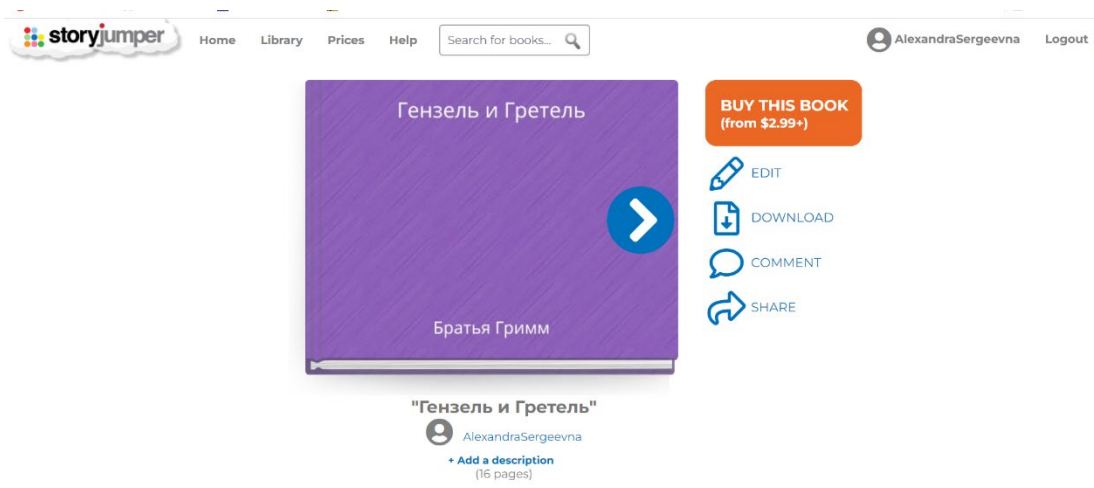 storyjumper
Home Library Prices Help Search for books... AlexandraSergeevna Logout
Гензель и Гретель
Братья Гримм
BUY THIS BOOK
(from $2.99+)
EDIT
DOWNLOAD
COMMENT
SHARE
"Гензель и Гретель"
AlexandraSergeevna
+ Add a description
(16 pages)